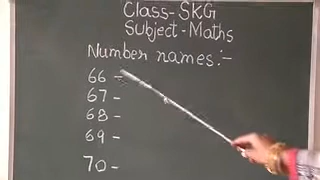 Class-SKG
Subject-Maths
Number names:-
66 -
67 -
68 -
69 -
70 -